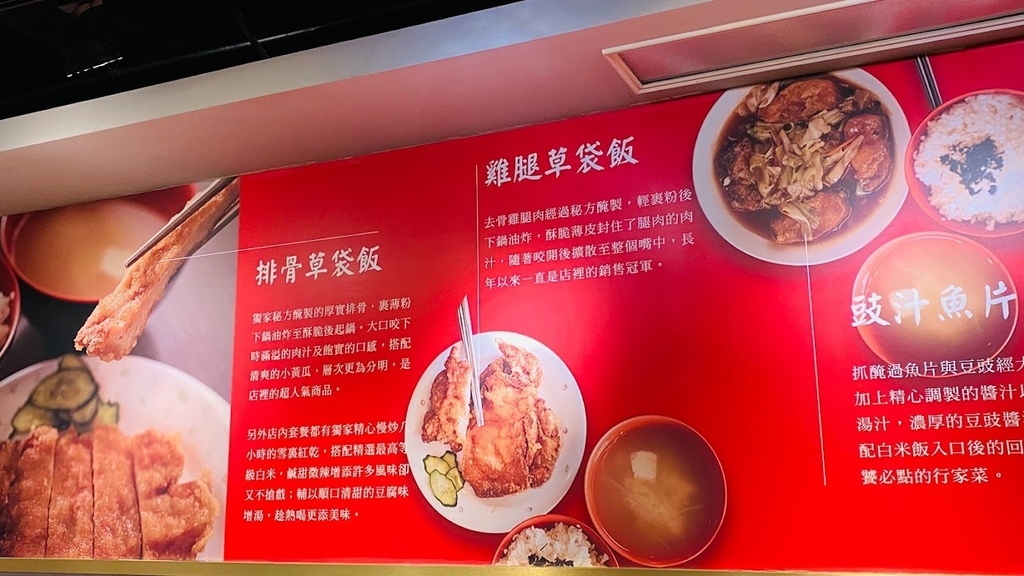 排骨草袋飯
獨家秘方醃製的厚實排骨，裹薄粉
下鍋油炸至酥脆後起鍋。大口咬下
時滿溢的肉汁及飽實的口感，搭配
清爽的小黃瓜，層次更為分明，是
店裡的超人氣商品。
另外店內套餐都有獨家精心慢炒八
小時的雪裏紅乾，搭配精選最高等
級白米，鹹甜微辣增添許多風味卻
又不搶戲；輔以順口清甜的豆腐味
增湯，趁熱喝更添美味。
雞腿草袋飯
去骨雞腿肉經過秘方醃製，輕裹粉後
下鍋油炸，酥脆薄皮封住了腿肉的肉
汁，隨著咬開後擴散至整個嘴中，長
年以來一直是店裡的銷售冠軍。
豉汁魚片
抓醃過魚片與豆豉經
加上精心調製的醬汁
湯汁，濃厚的豆豉醬
配白米飯入口後的回
饕必點的行家菜。